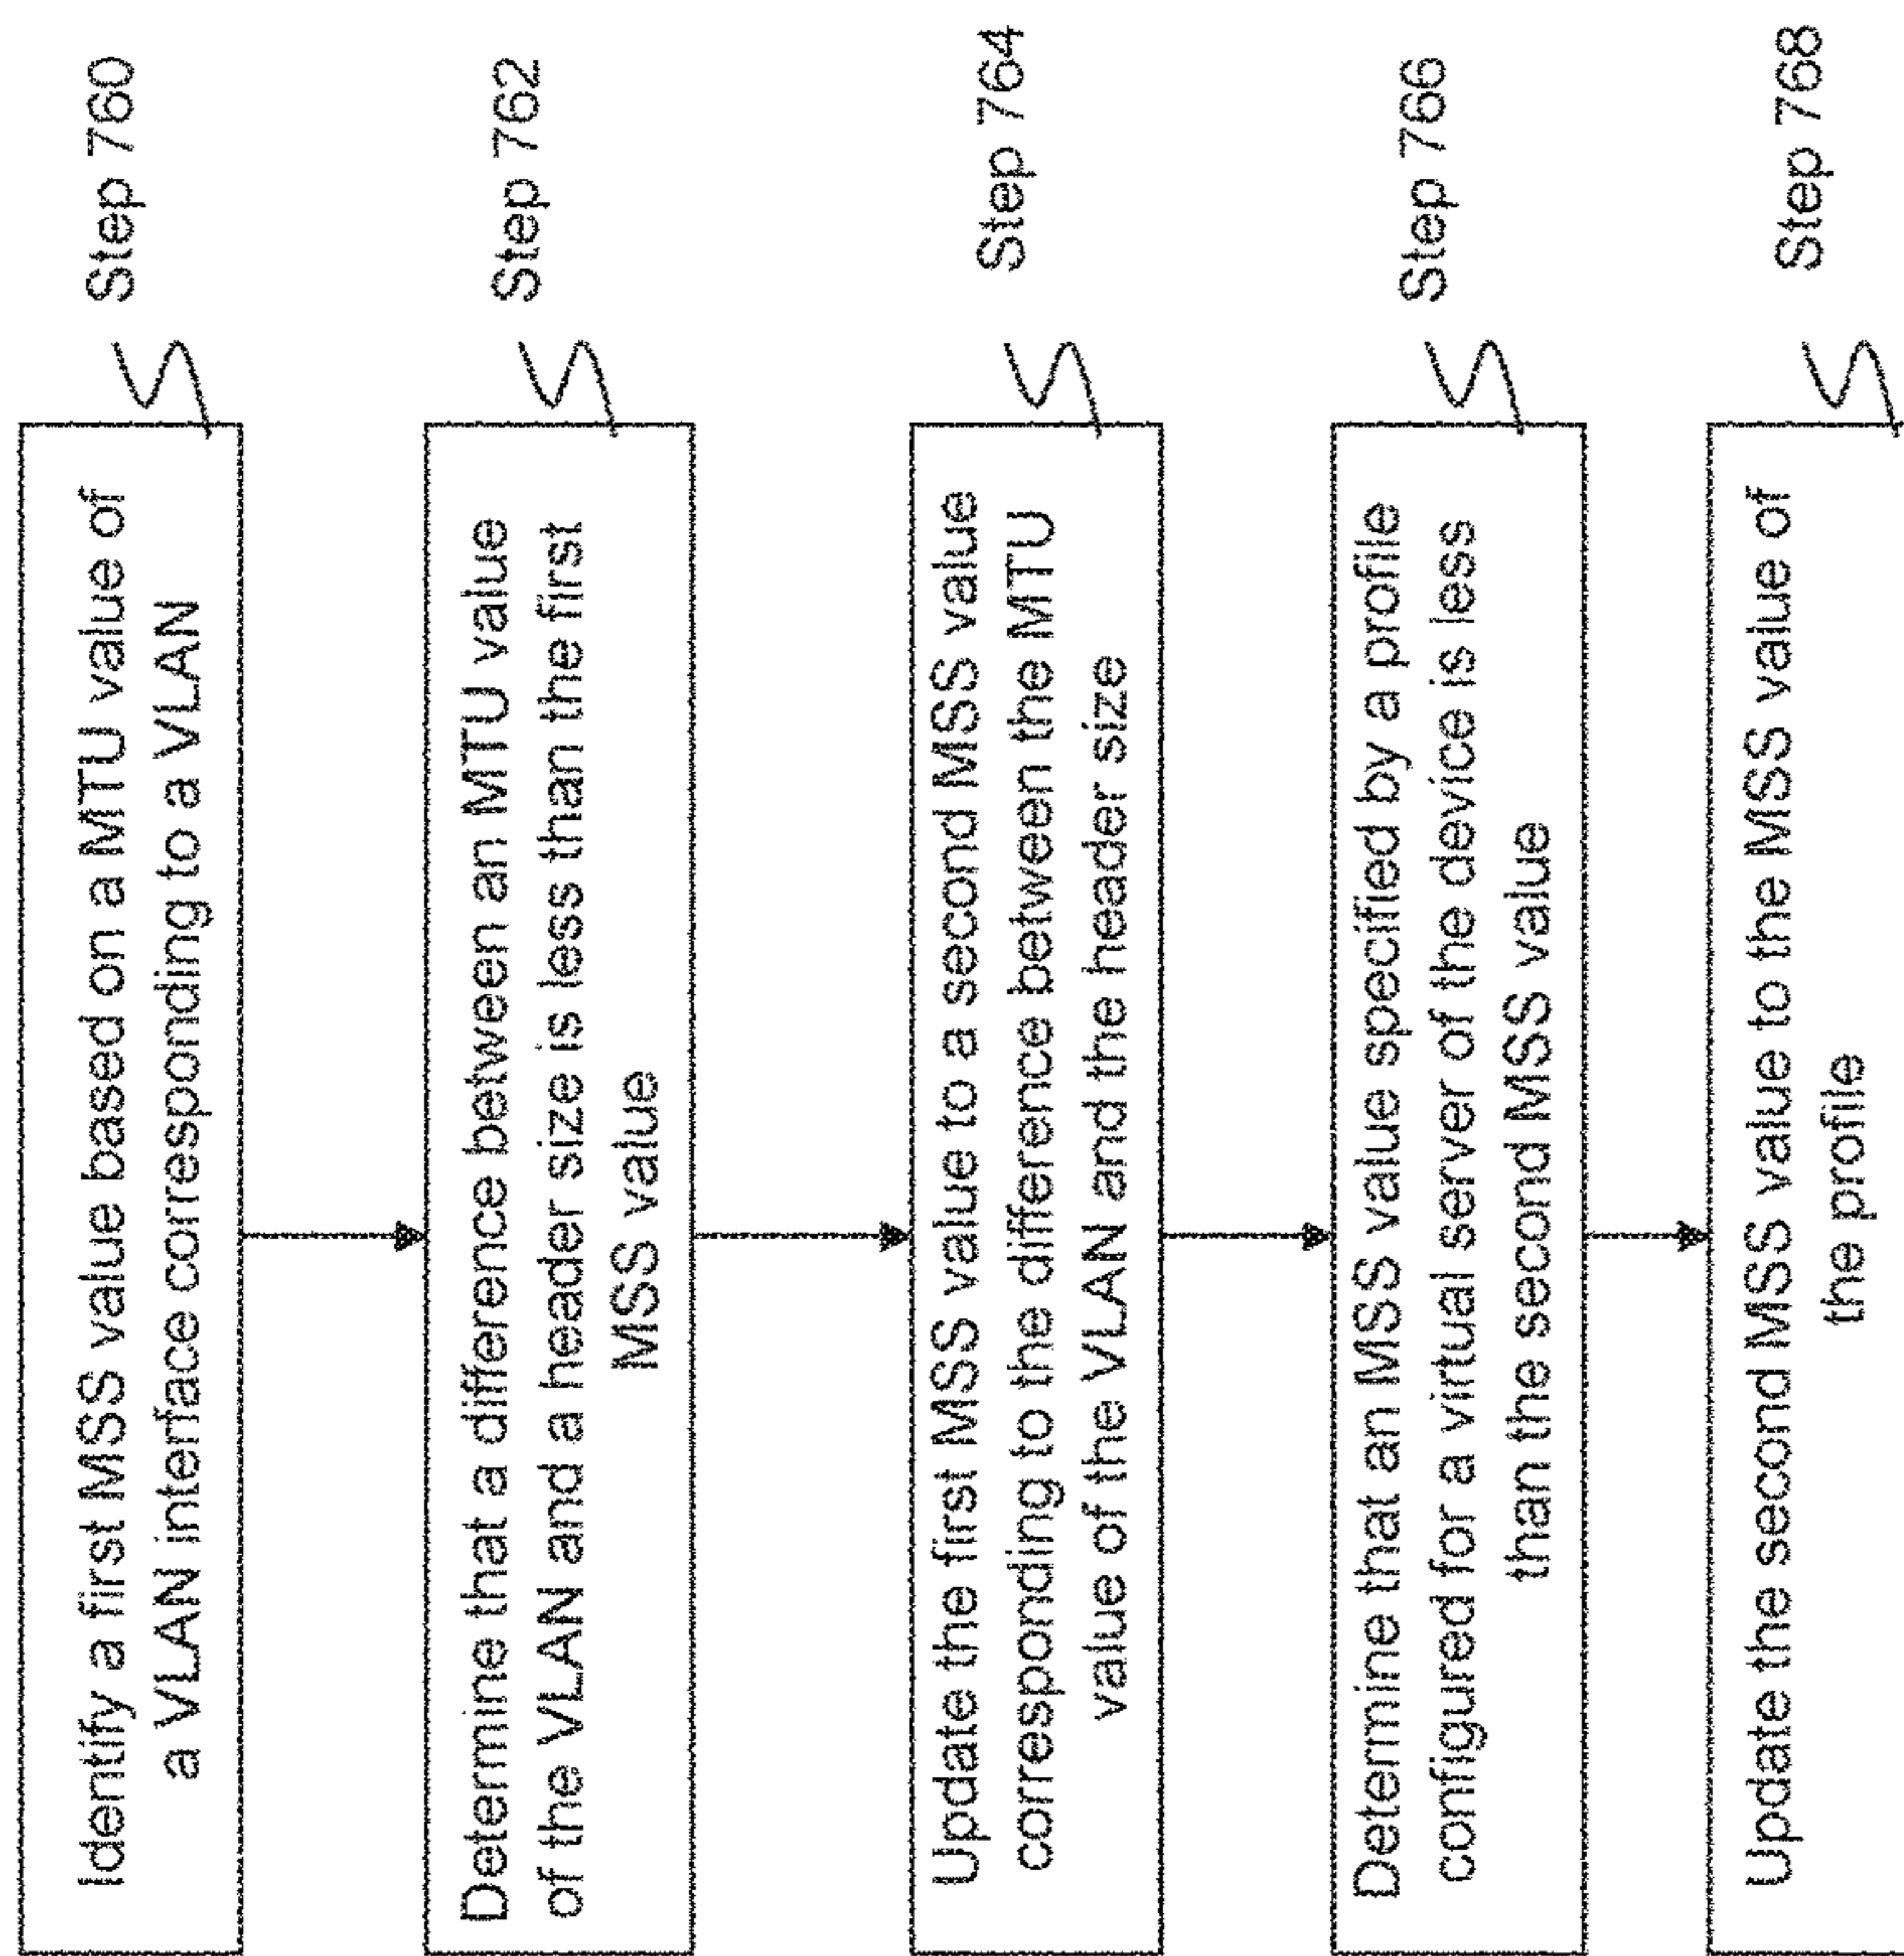 Identify a first MSS value based on a MTU value of
a VLAN interface corresponding to a VLAN
Step 760
Determine that a difference between an MTU value
of the VLAN and a header size is less than the first
MSS value
Step 762
Update the first MSS value to a second MSS value
corresponding to the difference between the MTU
value of the VLAN and the header size
Step 764
Determine that an MSS value specified by a profile
configured for a virtual server of the device is less
than the second MSS value
Step 766
Update the second MSS value to the MSS value of
the profile
Step 768